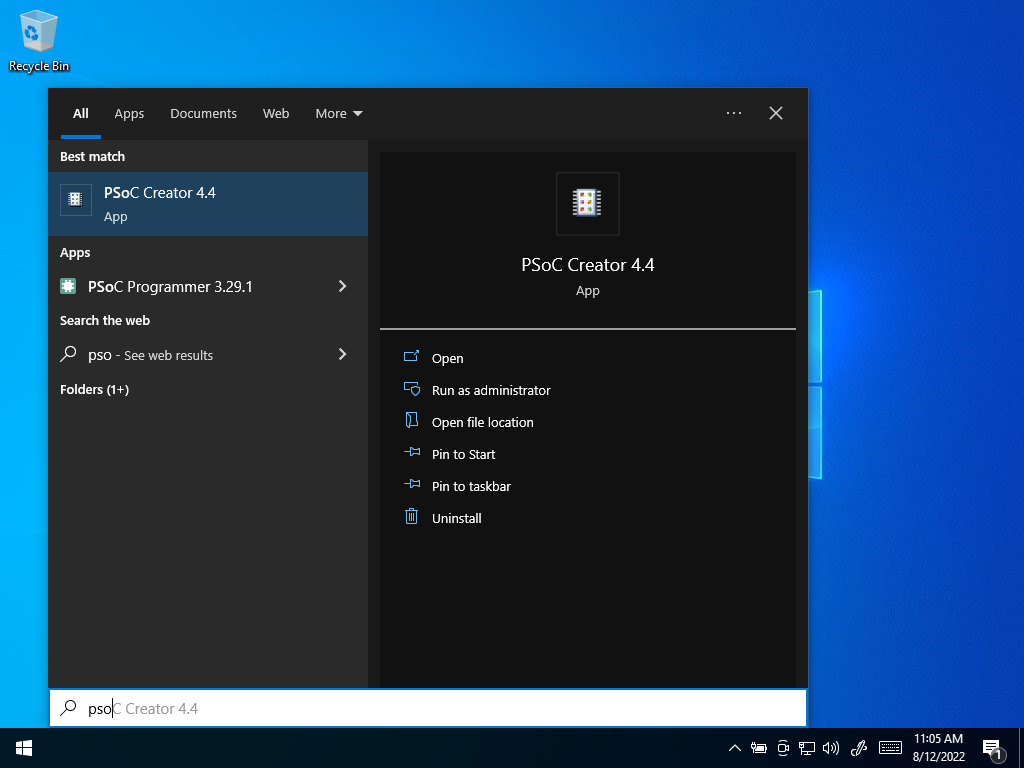 Recycle Bin
All
Apps
Documents
Web
More
Best match
PSoC Creator 4.4
App
Apps
PSoC Programmer 3.29.1
Search the web
pso - See web results
Folders (1+)
PSoC Creator 4.4
App
Open
Run as administrator
Open file location
Pin to Start
Pin to taskbar
Uninstall
psoC Creator 4.4
11:05 AM
8/12/2022
1